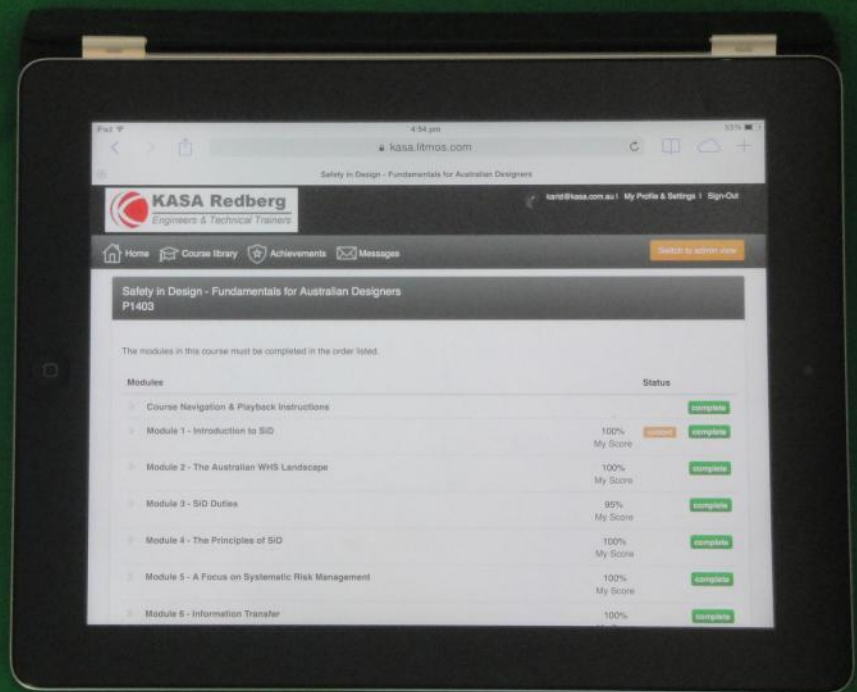 iPad
4:54 pm
53%
kasa.litmos.com
Safety in Design - Fundamentals for Australian Designers
KASA Redberg
Engineers & Technical Trainers
My Profile & Settings | Sign-Out
Home Course library Achievements Messages
Switch to admin view
Safety in Design - Fundamentals for Australian Designers
P1403
The modules in this course must be completed in the order listed.
Modules Status
Course Navigation & Playback Instructions complete
Module 1 - Introduction to SiD 100% complete
My Score
Module 2 - The Australian WHS Landscape 100% complete
My Score
Module 3 - SiD Duties 95% complete
My Score
Module 4 - The Principles of SiD 100% complete
My Score
Module 5 - A Focus on Systematic Risk Management 100% complete
My Score
Module 6 - Information Transfer 100% complete